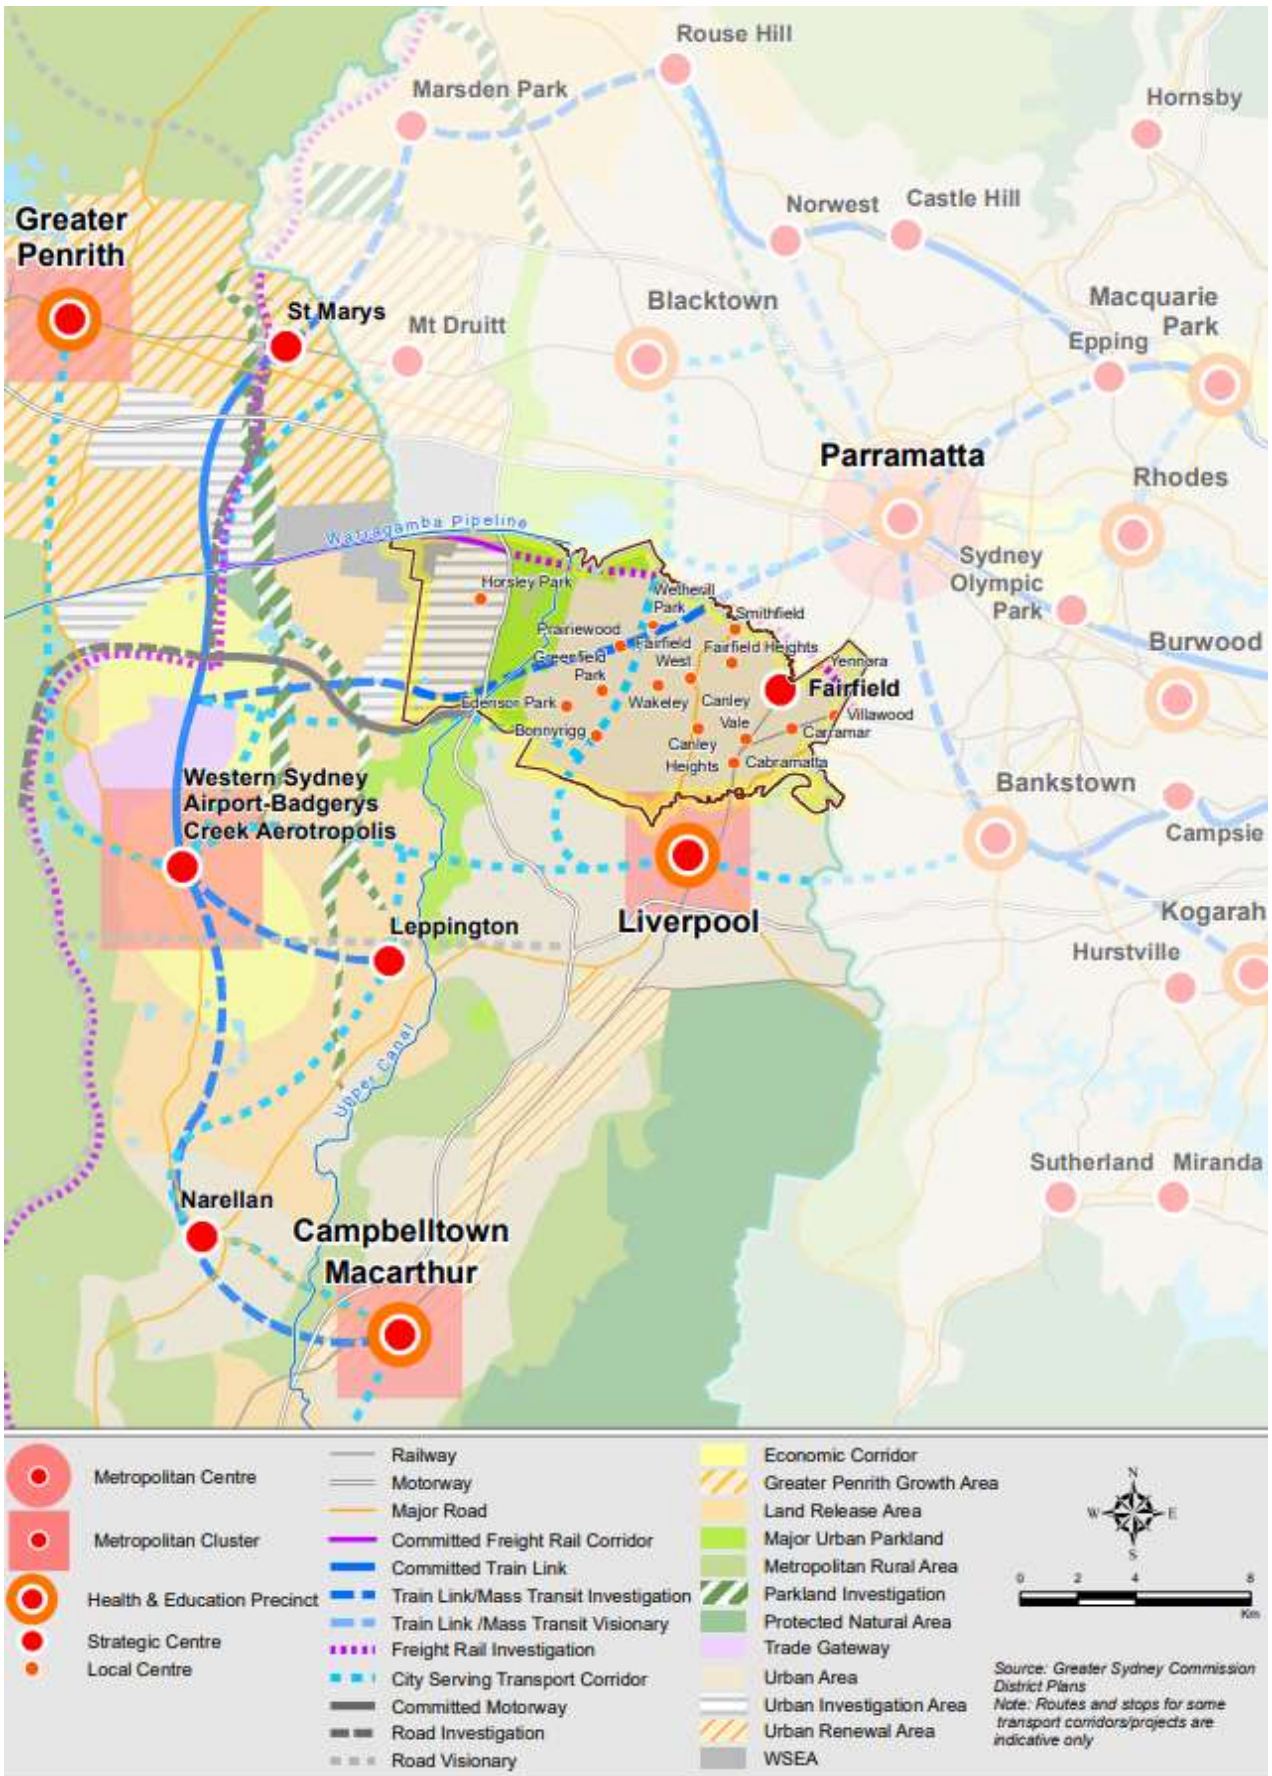 Rouse Hill
Marsden Park
Hornsby
Norwest
Castle Hill
Greater
Penrith
Blacktown
Macquarie
Park
St Marys
Mt Druitt
Epping
Parramatta
Rhodes
Warragamba Pipeline
Sydney
Olympic
Park
Horsley Park
Wetherill
Park
Smithfield
Prairiewood
Fairfield
West
Fairfield Heights
Burwood
Greenfield
Park
Yennora
Fairfield
Edensor Park
Wakeley
Canley
Vale
Villawood
Bonnyrigg
Carramar
Canley
Heights
Cabramatta
Western Sydney
Airport-Badgerys
Creek Aerotropolis
Bankstown
Campsie
Leppington
Liverpool
Kogarah
Hurstville
Upper Canal
Sutherland
Miranda
Narellan
Campbelltown
Macarthur
Metropolitan Centre
Metropolitan Cluster
Health & Education Precinct
Strategic Centre
Local Centre
Railway
Motorway
Major Road
Committed Freight Rail Corridor
Committed Train Link
Train Link/Mass Transit Investigation
Train Link /Mass Transit Visionary
Freight Rail Investigation
City Serving Transport Corridor
Committed Motorway
Road Investigation
Road Visionary
Economic Corridor
Greater Penrith Growth Area
Land Release Area
Major Urban Parkland
Metropolitan Rural Area
Parkland Investigation
Protected Natural Area
Trade Gateway
Urban Area
Urban Investigation Area
Urban Renewal Area
WSEA
N
W E
S
0 2 4 8
Km
Source: Greater Sydney Commission
District Plans
Note: Routes and stops for some
transport corridors/projects are
indicative only